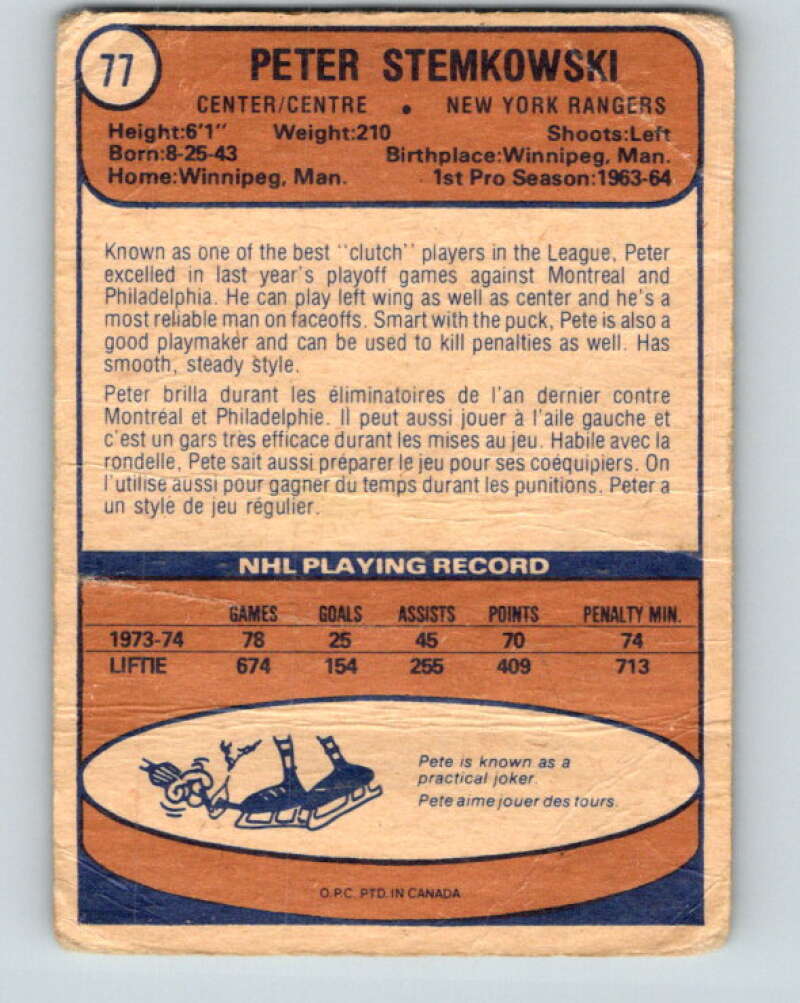 77
PETER STEMKOWSKI
CENTER/CENTRE • NEW YORK RANGERS
Height:6'1" Weight:210 Shoots:Left
Born:8-25-43 Birthplace:Winnipeg, Man.
Home:Winnipeg, Man. 1st Pro Season:1963-64
Known as one of the best "clutch" players in the League, Peter
excelled in last year's playoff games against Montreal and
Philadelphia. He can play left wing as well as center and he's a
most reliable man on faceoffs. Smart with the puck, Pete is also a
good playmaker and can be used to kill penalties as well. Has
smooth, steady style.
Peter brilla durant les éliminatoires de l'an dernier contre
Montréal et Philadelphie. Il peut aussi jouer à l'aile gauche et
c'est un gars très efficace durant les mises au jeu. Habile avec la
rondelle, Pete sait aussi préparer le jeu pour ses coéquipiers. On
l'utilise aussi pour gagner du temps durant les punitions. Peter a
un style de jeu régulier.
NHL PLAYING RECORD
GAMES GOALS ASSISTS POINTS PENALTY MIN.
1973-74 78 25 45 70 74
LIFTIE 674 154 255 409 713
Pete is known as a
practical joker.
Pete aime jouer des tours.
O.P.C. PTD. IN CANADA